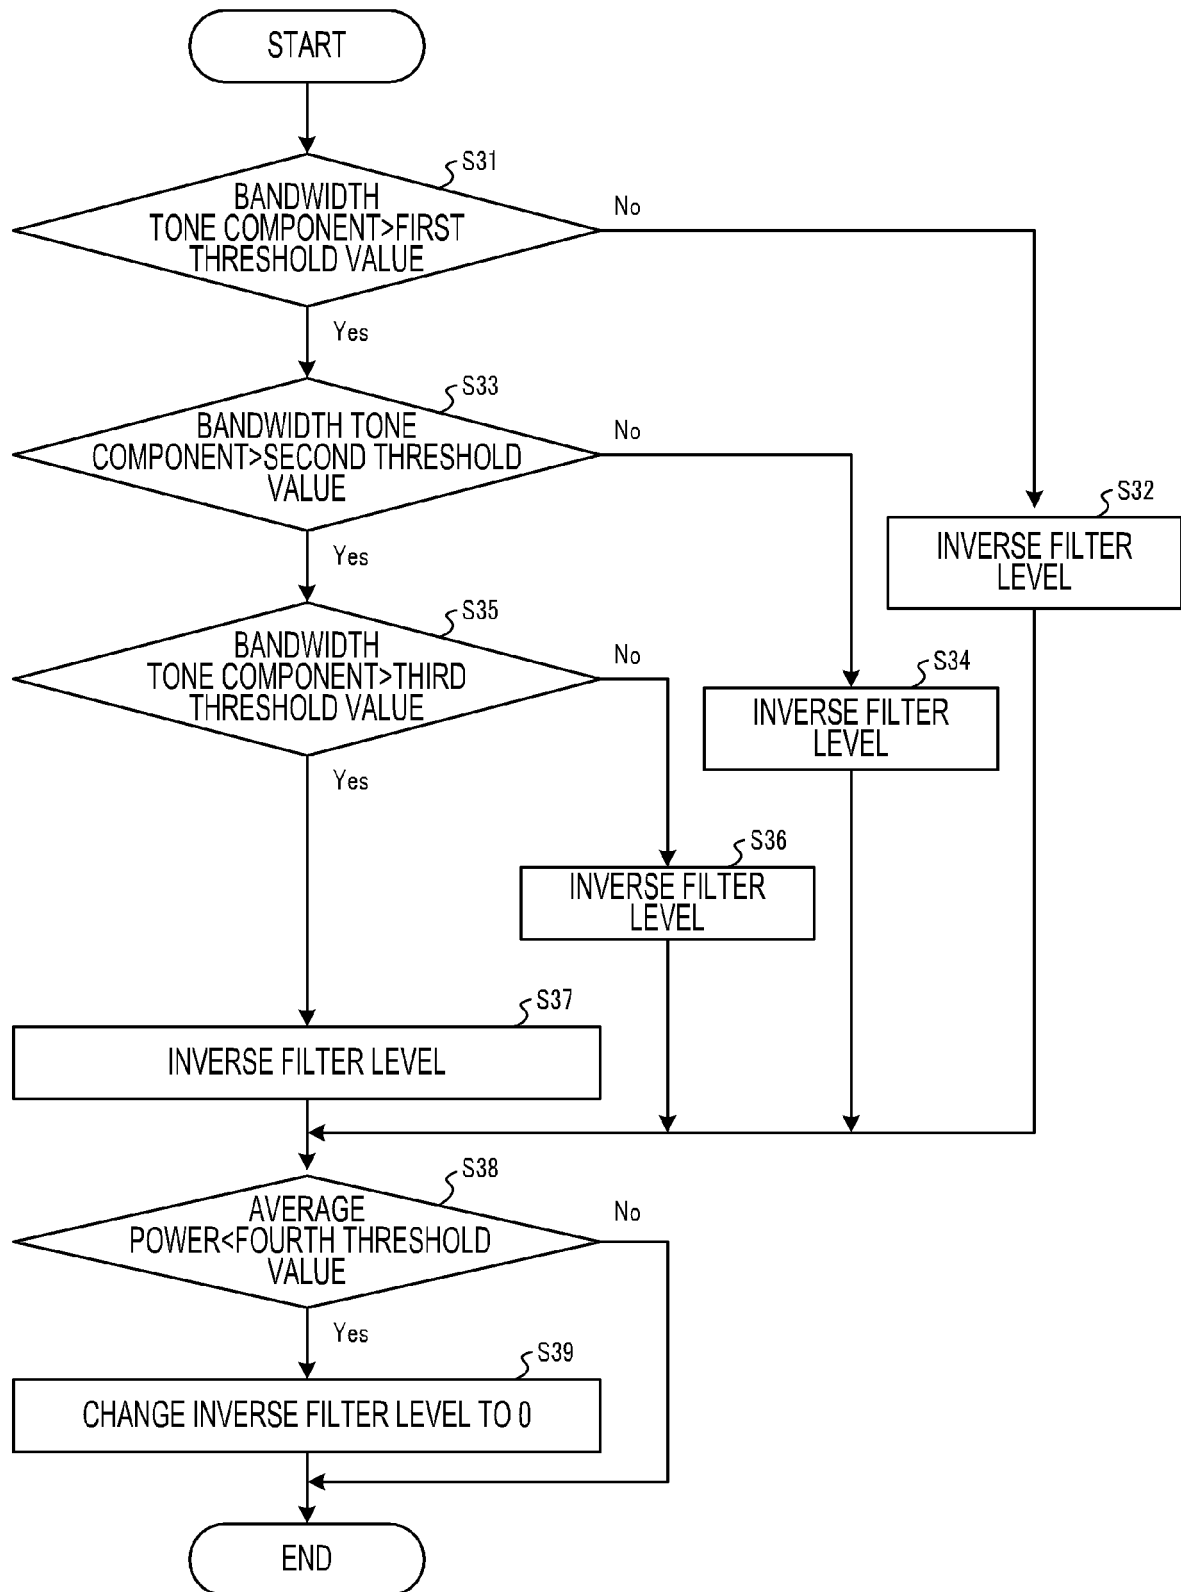 START
S31
BANDWIDTH
TONE COMPONENT>FIRST
THRESHOLD VALUE
No
Yes
S33
BANDWIDTH TONE
COMPONENT>SECOND THRESHOLD
VALUE
No
Yes
S32
INVERSE FILTER
LEVEL
S35
BANDWIDTH
TONE COMPONENT>THIRD
THRESHOLD VALUE
No
Yes
S34
INVERSE FILTER
LEVEL
S36
INVERSE FILTER
LEVEL
S37
INVERSE FILTER LEVEL
S38
AVERAGE
POWER<FOURTH THRESHOLD
VALUE
No
Yes
S39
CHANGE INVERSE FILTER LEVEL TO 0
END